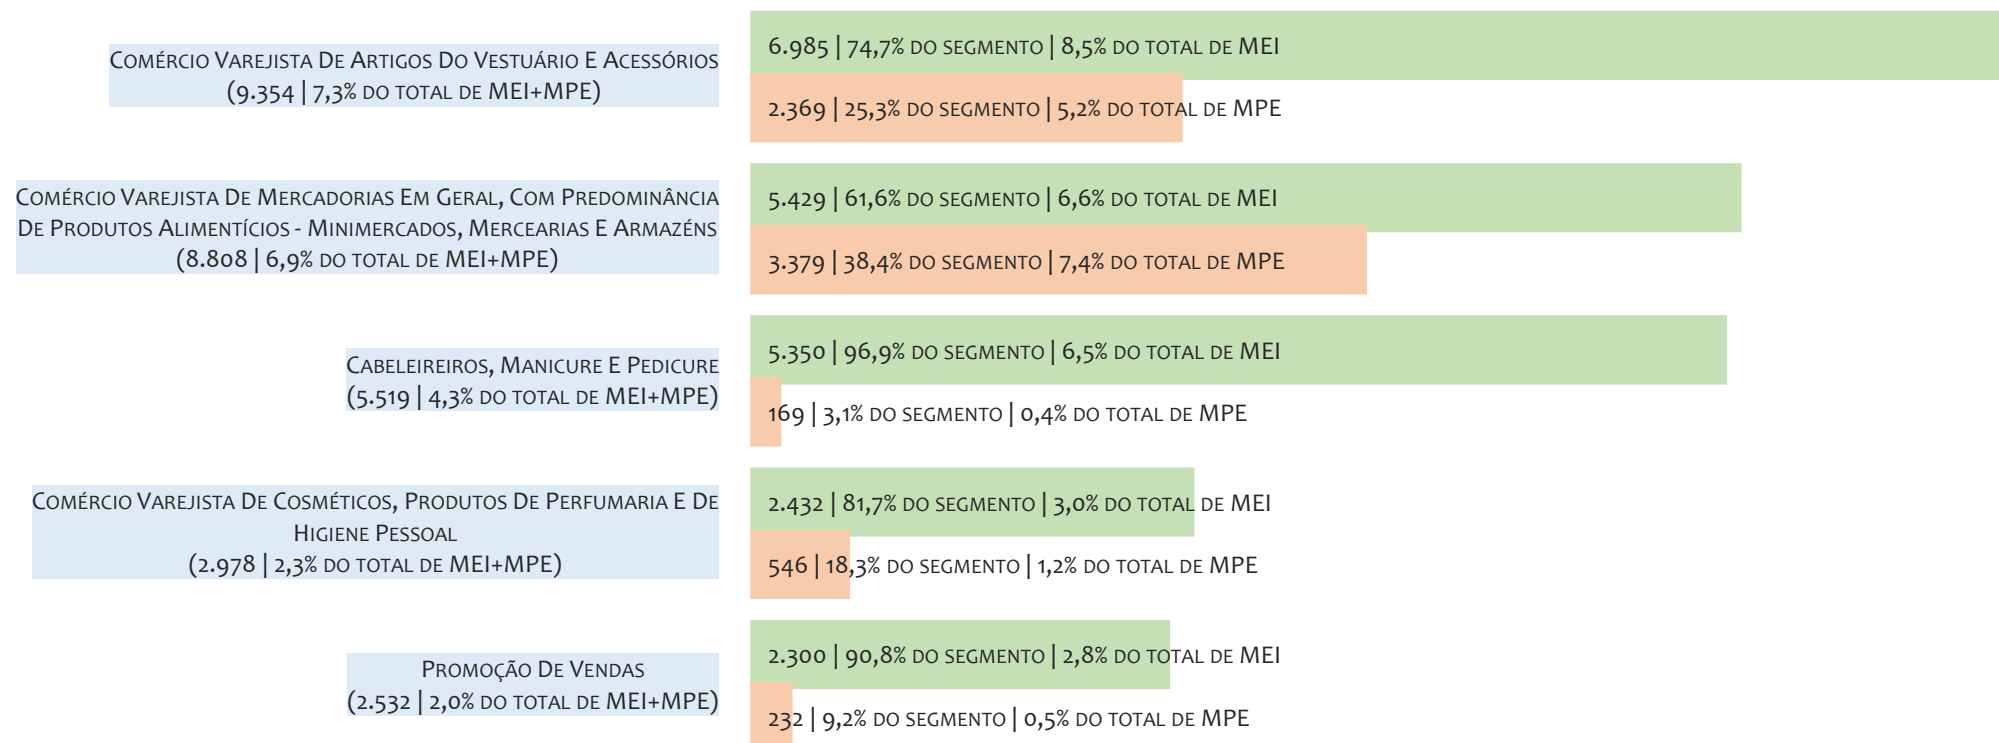 Comércio Varejista De Artigos Do Vestuário E Acessórios
(9.354 | 7,3% do total de MEI+MPE)
6.985 | 74,7% do segmento | 8,5% do total de MEI
2.369 | 25,3% do segmento | 5,2% do total de MPE
Comércio Varejista De Mercadorias Em Geral, Com Predominância
De Produtos Alimentícios - Minimercados, Mercearias E Armazéns
(8.808 | 6,9% do total de MEI+MPE)
5.429 | 61,6% do segmento | 6,6% do total de MEI
3.379 | 38,4% do segmento | 7,4% do total de MPE
Cabeleireiros, Manicure E Pedicure
(5.519 | 4,3% do total de MEI+MPE)
5.350 | 96,9% do segmento | 6,5% do total de MEI
169 | 3,1% do segmento | 0,4% do total de MPE
Comércio Varejista De Cosméticos, Produtos De Perfumaria E De
Higiene Pessoal
(2.978 | 2,3% do total de MEI+MPE)
2.432 | 81,7% do segmento | 3,0% do total de MEI
546 | 18,3% do segmento | 1,2% do total de MPE
Promoção De Vendas
(2.532 | 2,0% do total de MEI+MPE)
2.300 | 90,8% do segmento | 2,8% do total de MEI
232 | 9,2% do segmento | 0,5% do total de MPE